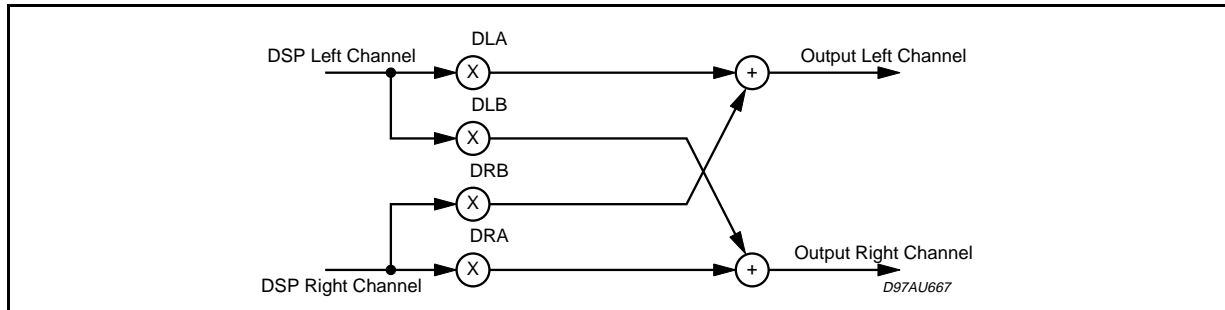 DLA
DSP Left Channel
X
+
Output Left Channel
DLB
X
DRB
X
DRA
Output Right Channel
X
+
DSP Right Channel
D97AU667